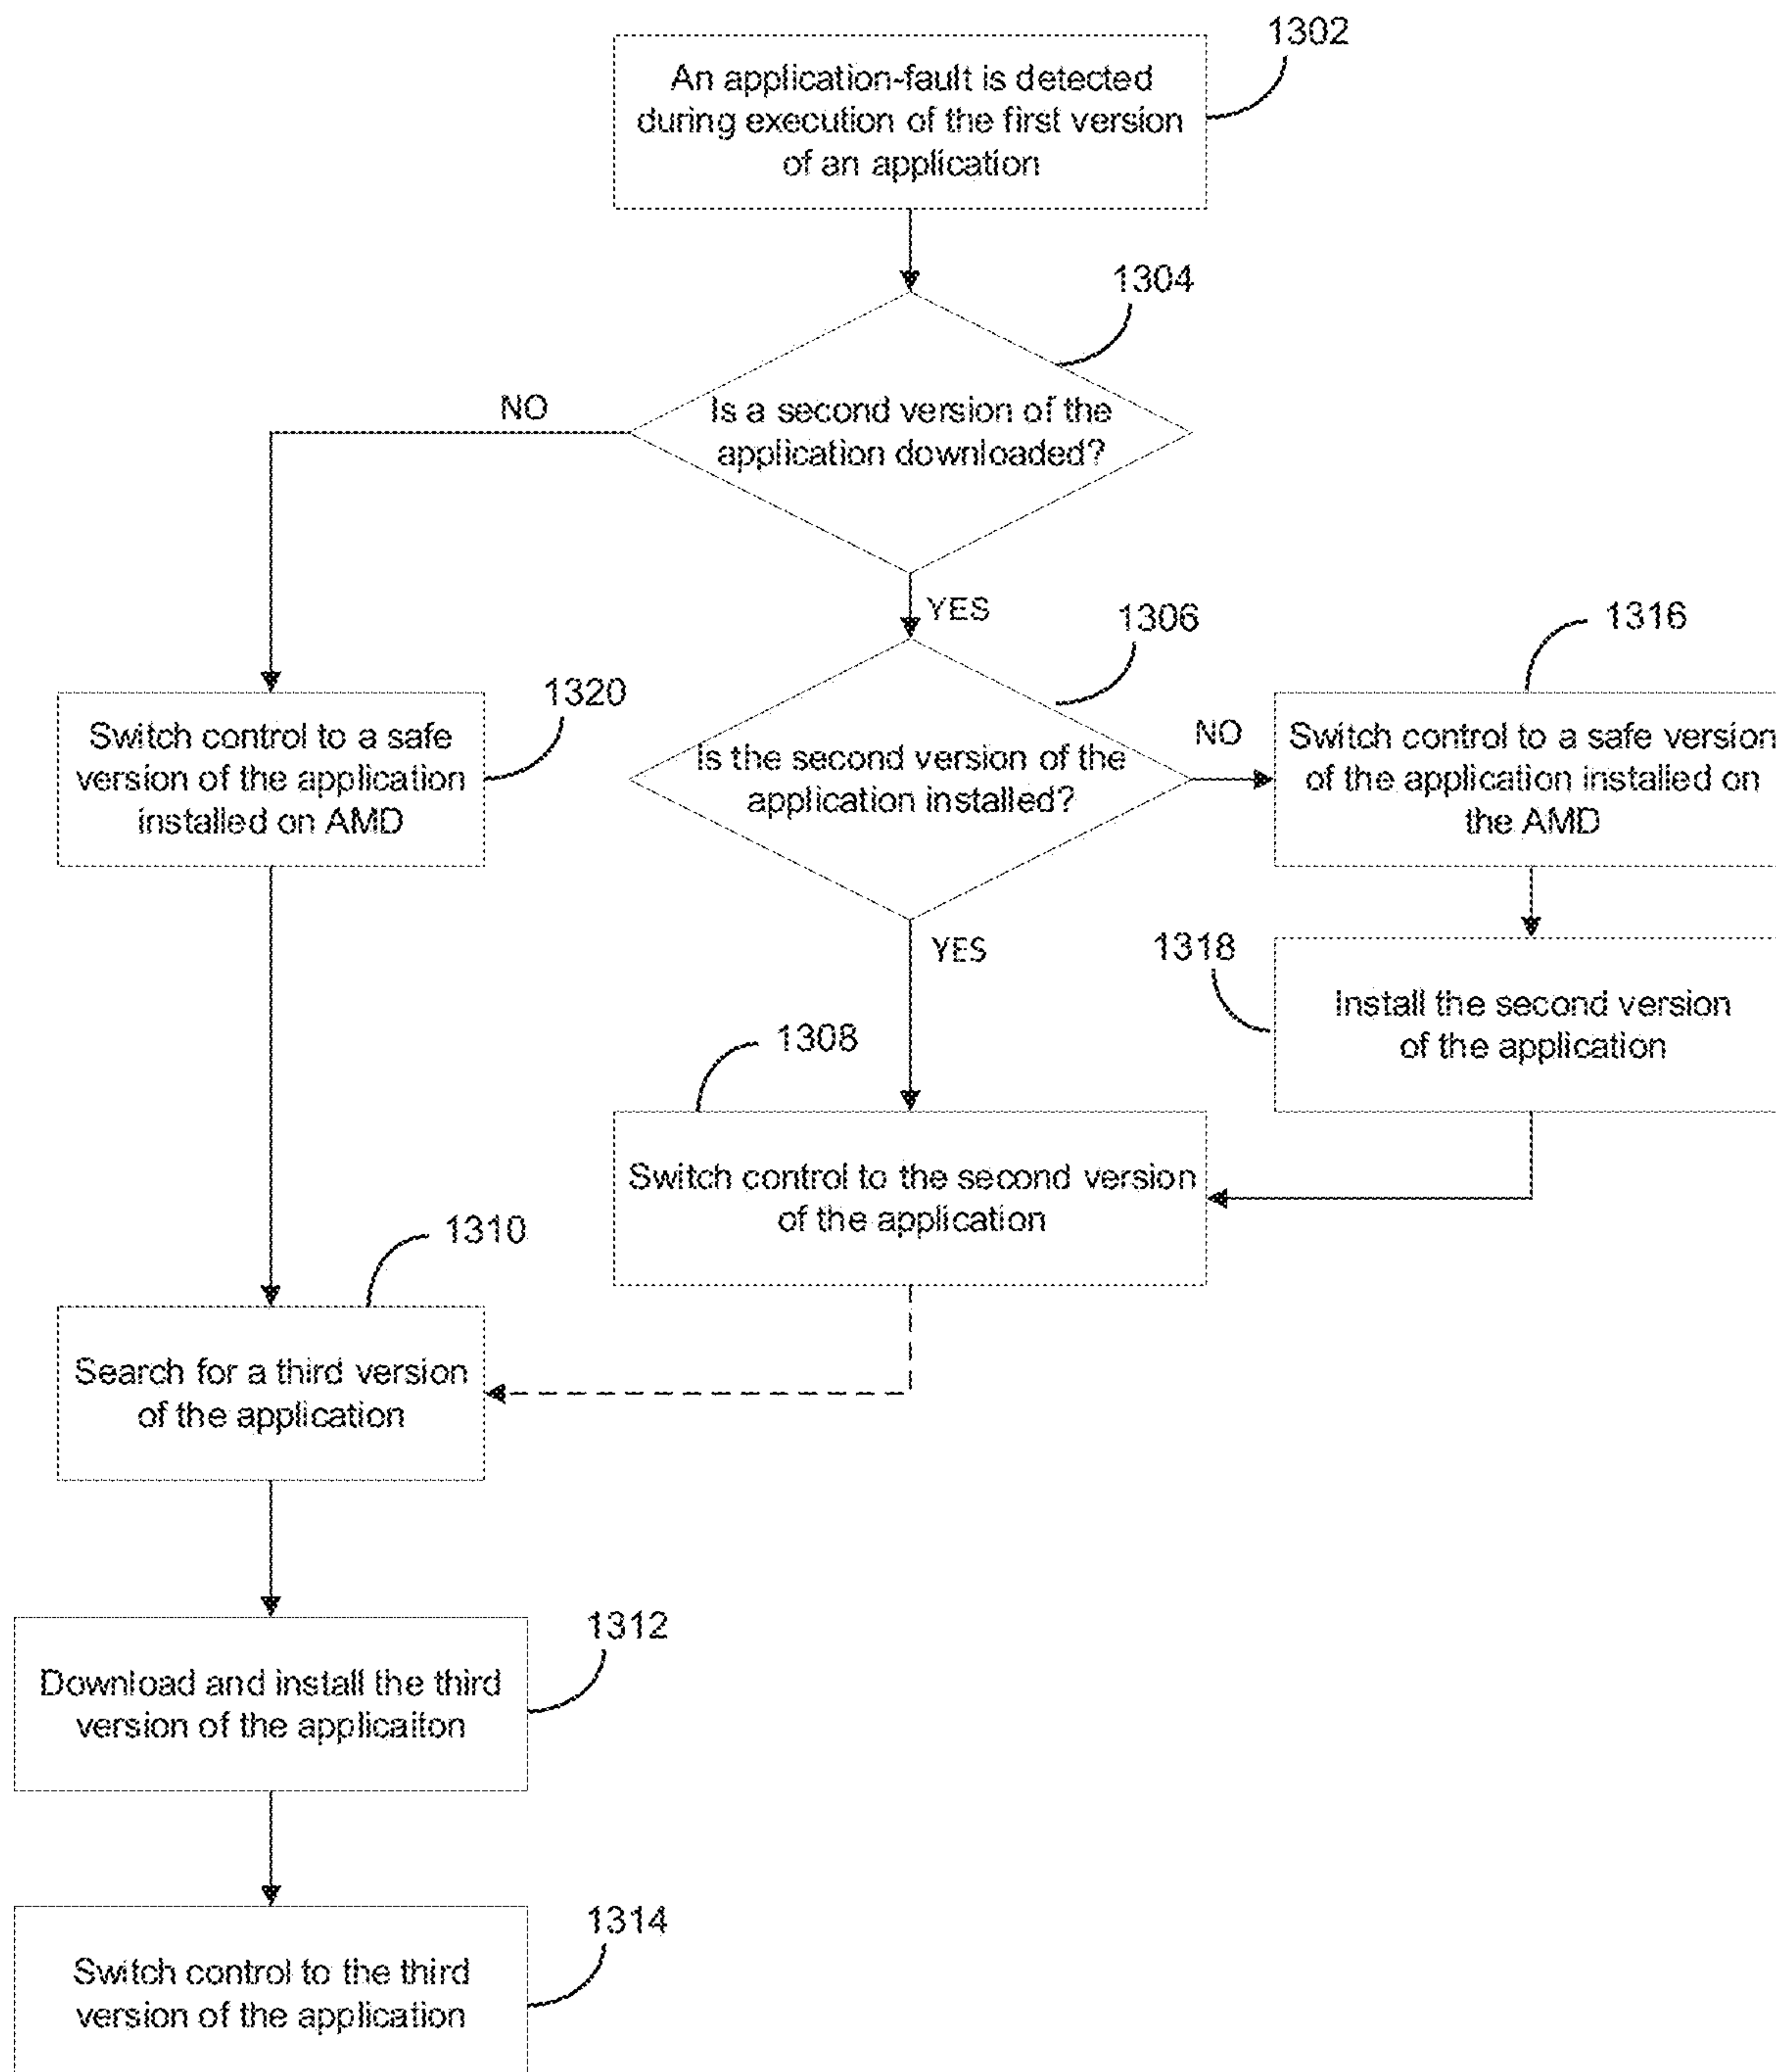 1302
An application-fault is detected
during execution of the first version
of an application
1304
NO
Is a second version of the
application downloaded?
YES
1306
1316
1320
Switch control to a safe
version of the application
installed on AMD
Is the second version of the
application installed?
NO
Switch control to a safe version
of the application installed on
the AMD
YES
1318
Install the second version
of the application
1308
Switch control to the second version
of the application
1310
Search for a third version
of the application
1312
Download and install the third
version of the applicaiton
1314
Switch control to the third
version of the application